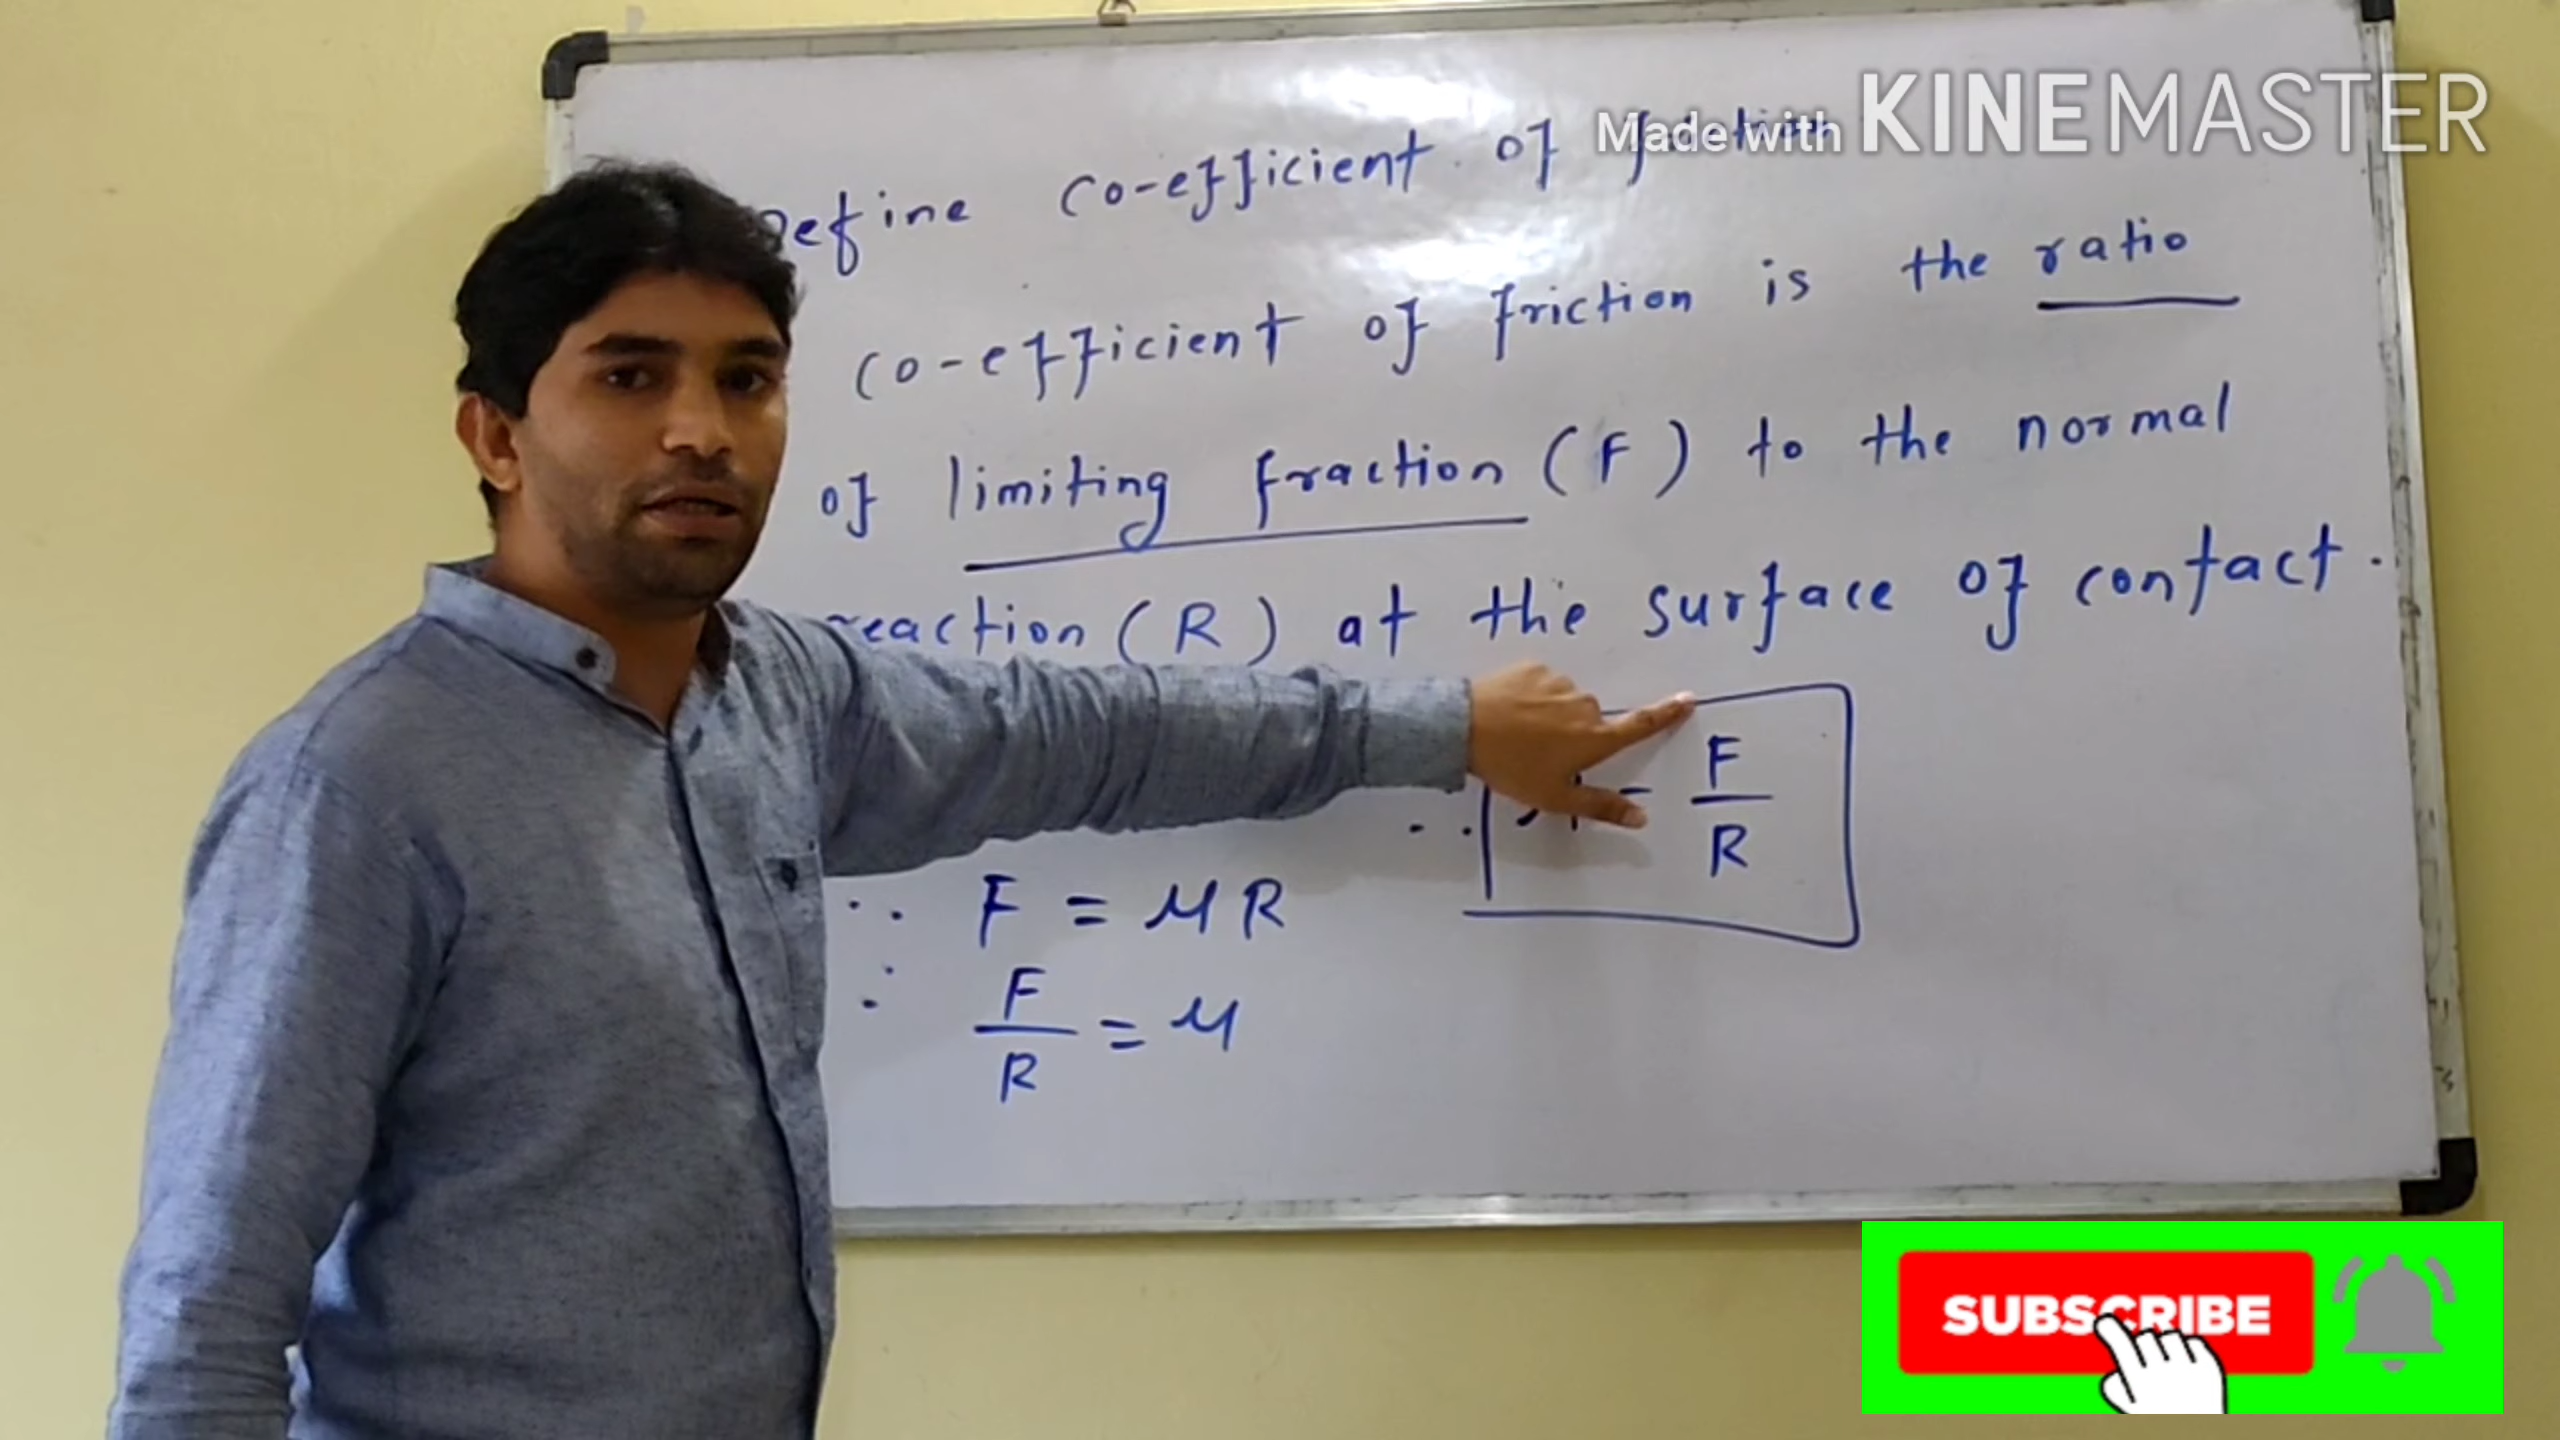 Made with KINEMASTER
Define co-efficient of
co-efficient of friction is the ratio
of limiting fraction (F) to the normal
reaction (R) at the surface of contact.
∴ μ = F/R
∵ F = μR
∴ F/R = μ
SUBSCRIBE